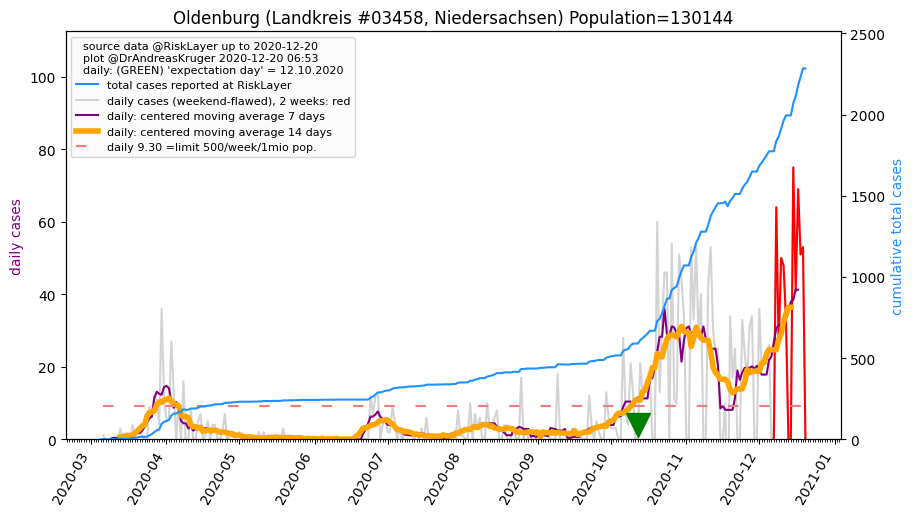 Oldenburg (Landkreis #03458, Niedersachsen) Population=130144
source data @RiskLayer up to 2020-12-20
plot @DrAndreasKruger 2020-12-20 06:53
daily: (GREEN) 'expectation day' = 12.10.2020
total cases reported at RiskLayer
daily cases (weekend-flawed), 2 weeks: red
daily: centered moving average 7 days
daily: centered moving average 14 days
daily 9.30 =limit 500/week/1mio pop.
daily cases
100
80
60
40
20
0
cumulative total cases
2500
2000
1500
1000
500
0
2020-03
2020-04
2020-05
2020-06
2020-07
2020-08
2020-09
2020-10
2020-11
2020-12
2021-01